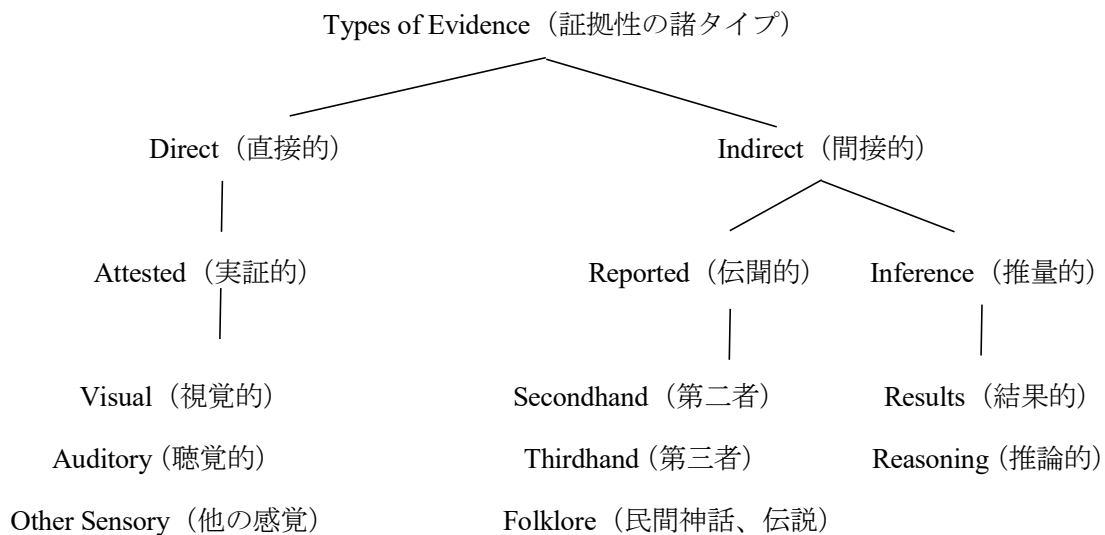 Types of Evidence（証拠性の諸タイプ）
Direct（直接的） Indirect（間接的）
Attested（実証的） Reported（伝聞的） Inference（推量的）
Visual（視覚的） Secondhand（第二者） Results（結果的）
Auditory（聴覚的） Thirdhand（第三者） Reasoning（推論的）
Other Sensory（他の感覚） Folklore（民間神話、伝説）